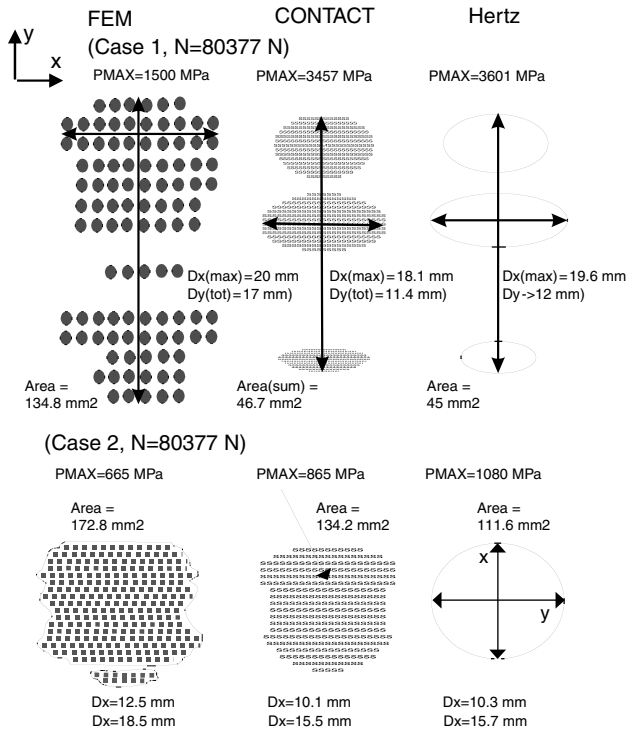 FEM CONTACT Hertz
y
x
(Case 1, N=80377 N)
PMAX=1500 MPa PMAX=3457 MPa PMAX=3601 MPa
Dx(max)=20 mm Dx(max)=18.1 mm Dx(max)=19.6 mm
Dy(tot)=17 mm) Dy(tot)=11.4 mm) Dy->12 mm)
Area = Area(sum) = Area =
134.8 mm2 46.7 mm2 45 mm2
(Case 2, N=80377 N)
PMAX=665 MPa PMAX=865 MPa PMAX=1080 MPa
Area = Area = Area =
172.8 mm2 134.2 mm2 111.6 mm2
x
y
Dx=12.5 mm Dx=10.1 mm Dx=10.3 mm
Dx=18.5 mm Dx=15.5 mm Dx=15.7 mm